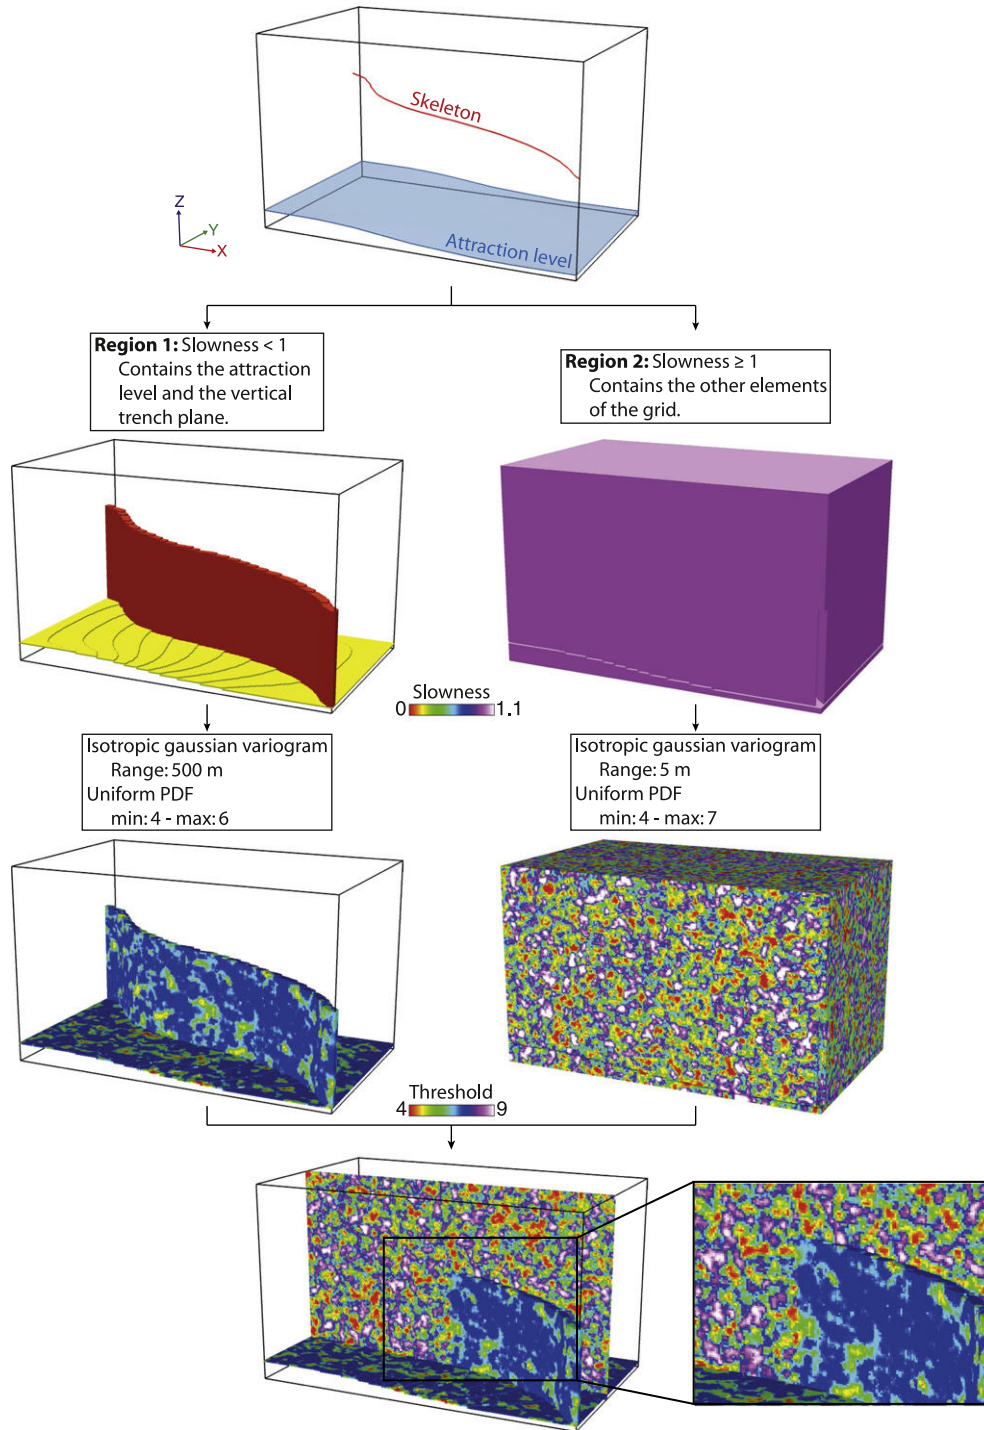 Skeleton
Z
Y
X
Attraction level
Region 1: Slowness < 1
Contains the attraction
level and the vertical
trench plane.
Region 2: Slowness ≥ 1
Contains the other elements
of the grid.
Slowness
0 1.1
Isotropic gaussian variogram
Range: 500 m
Uniform PDF
min: 4 - max: 6
Isotropic gaussian variogram
Range: 5 m
Uniform PDF
min: 4 - max: 7
Threshold
4 9